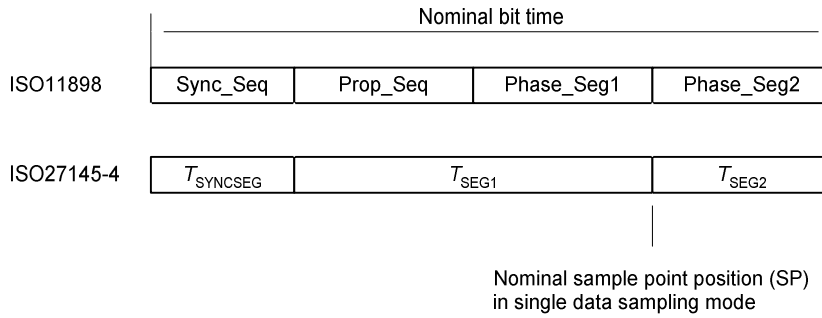 Nominal bit time
ISO11898 Sync_Seq Prop_Seq Phase_Seg1 Phase_Seg2
ISO27145-4 TSYNCSEG TSEG1 TSEG2
Nominal sample point position (SP)
in single data sampling mode